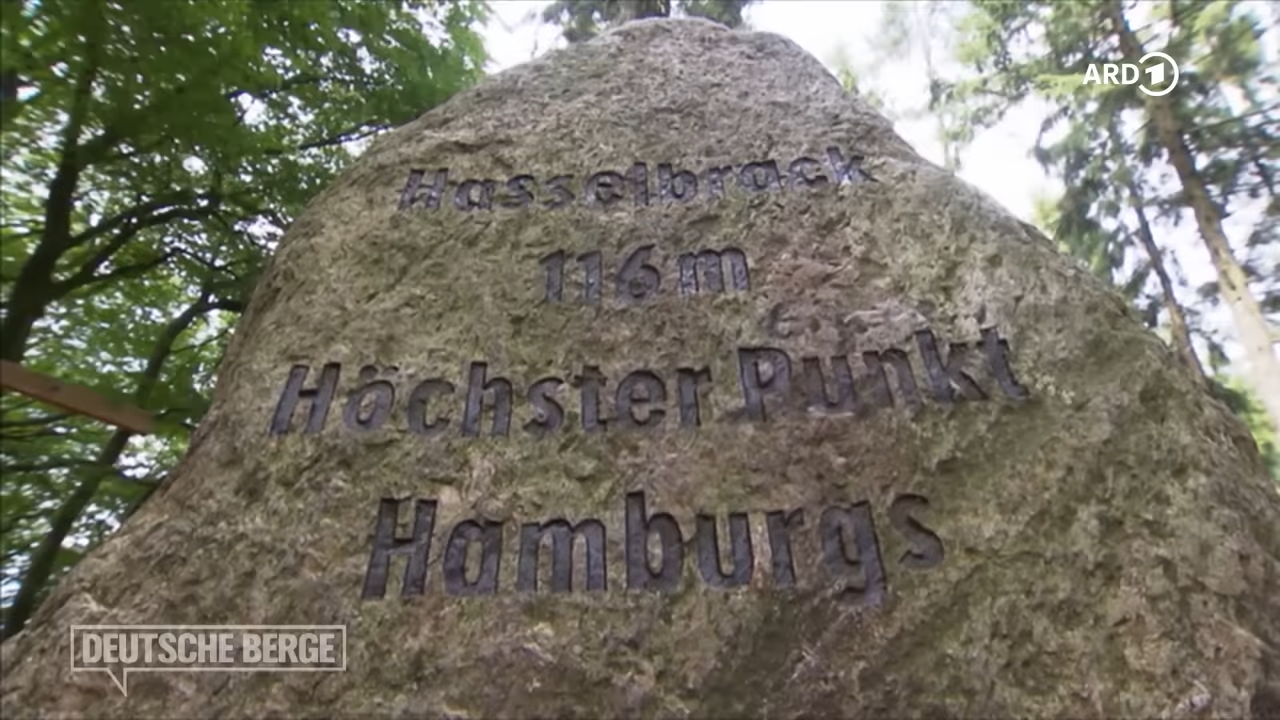 ARD 1
Hasselbrack
116 m
Höchster Punkt
Hamburgs
DEUTSCHE BERGE